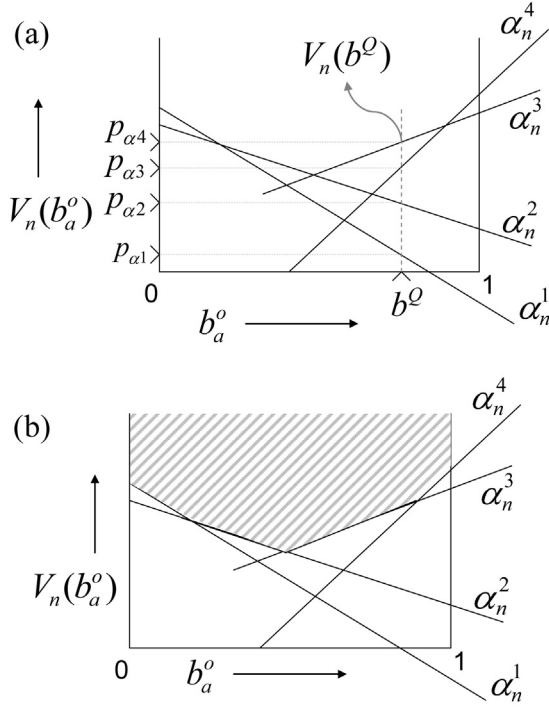 (a)
V_n(b^Q)
α_n^4
p_α4
α_n^3
p_α3
V_n(b_a^o)
p_α2
α_n^2
p_α1
0
1
b_a^o
b^Q
α_n^1
(b)
α_n^4
α_n^3
V_n(b_a^o)
α_n^2
0
1
b_a^o
α_n^1